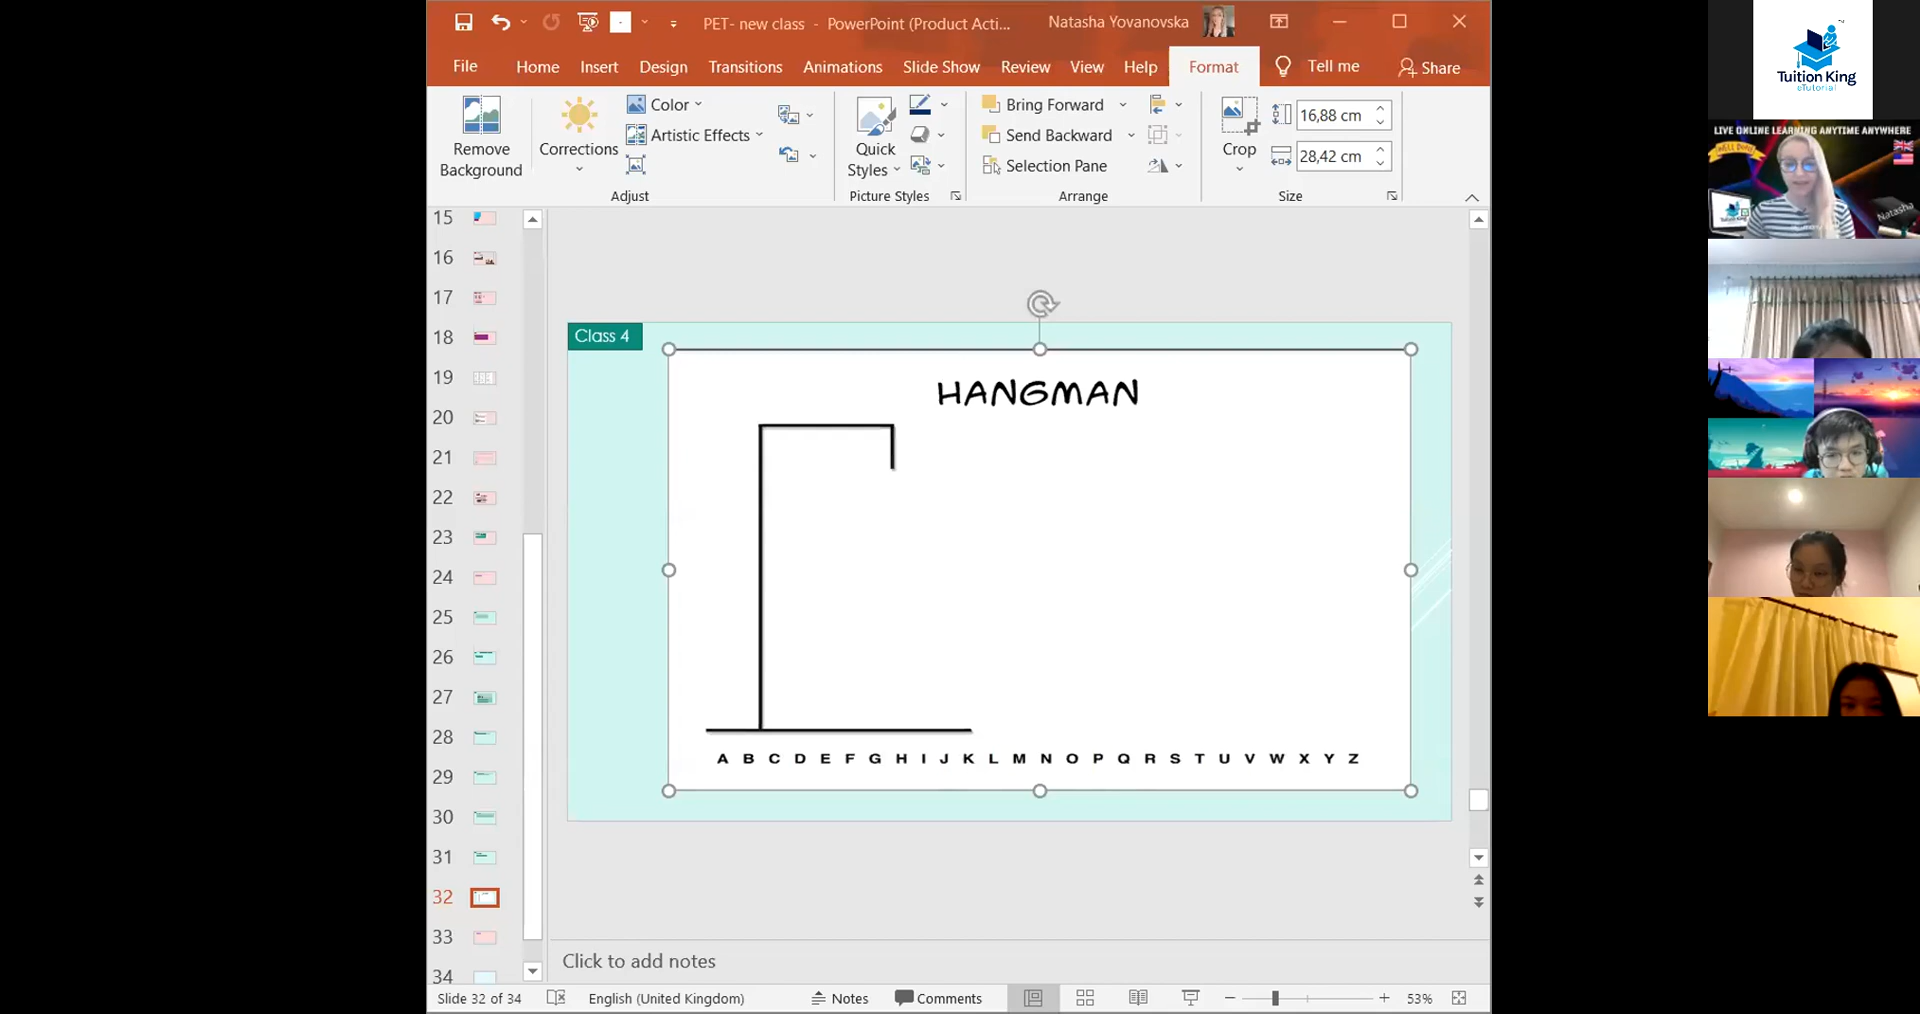 PET- new class - PowerPoint (Product Acti...
Natasha Yovanovska
File Home Insert Design Transitions Animations Slide Show Review View Help Format Tell me Share
Remove Background
Corrections
Color
Artistic Effects
Adjust
Quick Styles
Picture Styles
Bring Forward
Send Backward
Selection Pane
Arrange
Crop
16,88 cm
28,42 cm
Size
15
16
17
18
19
20
21
22
23
24
25
26
27
28
29
30
31
32
33
34
Class 4
HANGMAN
A B C D E F G H I J K L M N O P Q R S T U V W X Y Z
Click to add notes
Slide 32 of 34 English (United Kingdom) Notes Comments 53%
Tuition King
eTutorial
LIVE ONLINE LEARNING ANYTIME ANYWHERE
WELL DONE
Natasha